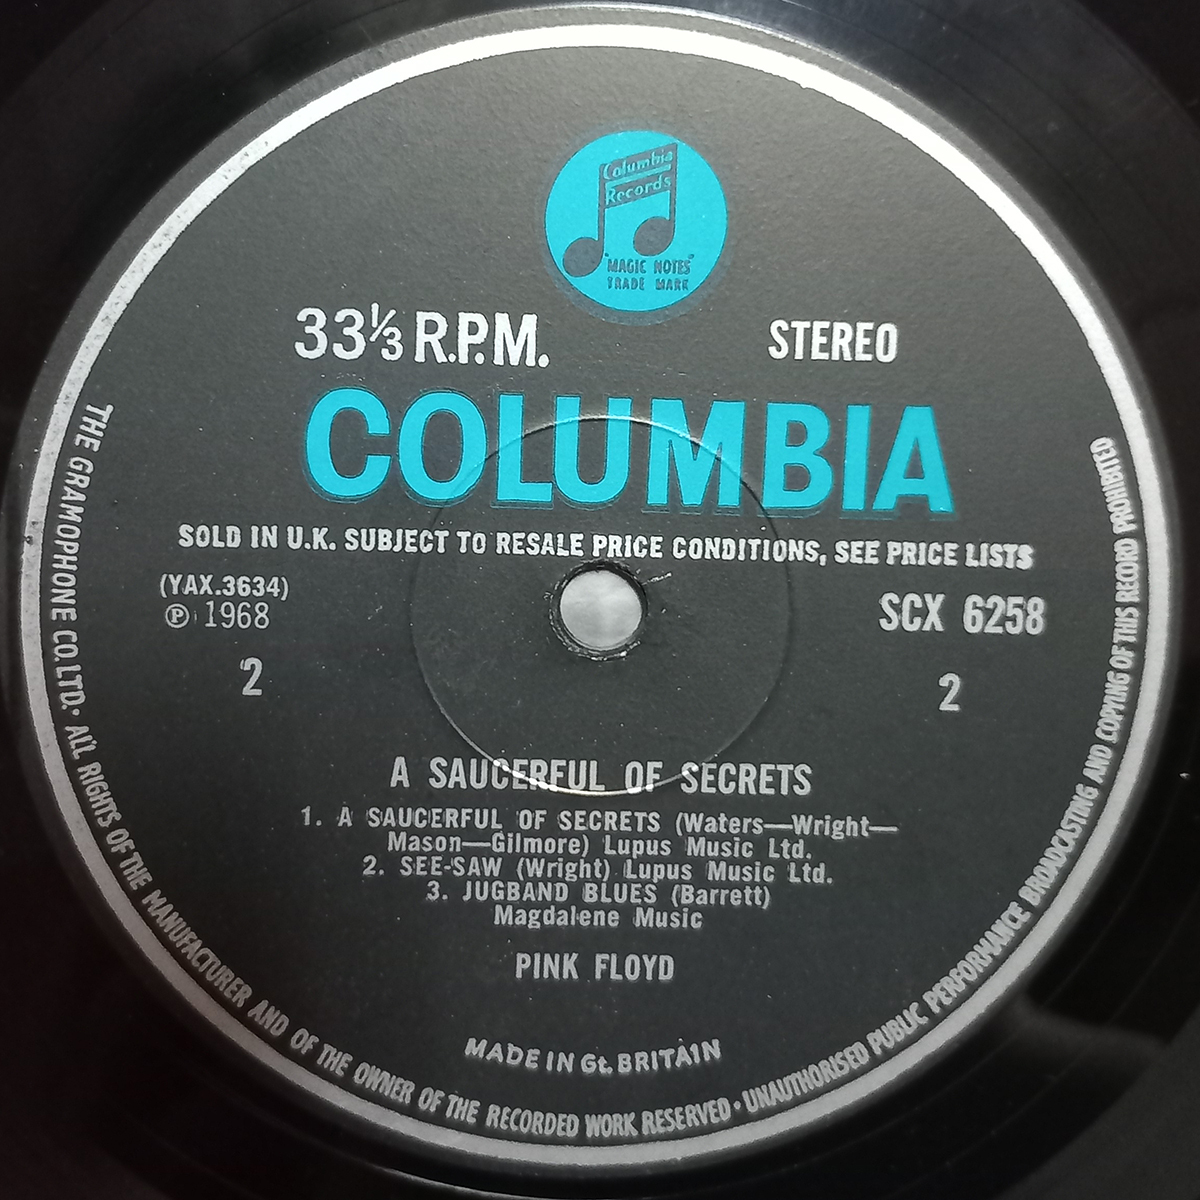 Columbia
Records
"MAGIC NOTES"
TRADE MARK
33⅓ R.P.M.
STEREO
COLUMBIA
SOLD IN U.K. SUBJECT TO RESALE PRICE CONDITIONS, SEE PRICE LISTS
(YAX.3634)
℗ 1968
SCX 6258
2
2
A SAUCERFUL OF SECRETS
1. A SAUCERFUL OF SECRETS (Waters—Wright—
Mason—Gilmore) Lupus Music Ltd.
2. SEE-SAW (Wright) Lupus Music Ltd.
3. JUGBAND BLUES (Barrett)
Magdalene Music
PINK FLOYD
MADE IN Gt. BRITAIN
THE GRAMOPHONE CO. LTD. • ALL RIGHTS OF THE MANUFACTURER AND OF THE OWNER OF THE RECORDED WORK RESERVED • UNAUTHORISED PUBLIC PERFORMANCE BROADCASTING AND COPYING OF THIS RECORD PROHIBITED